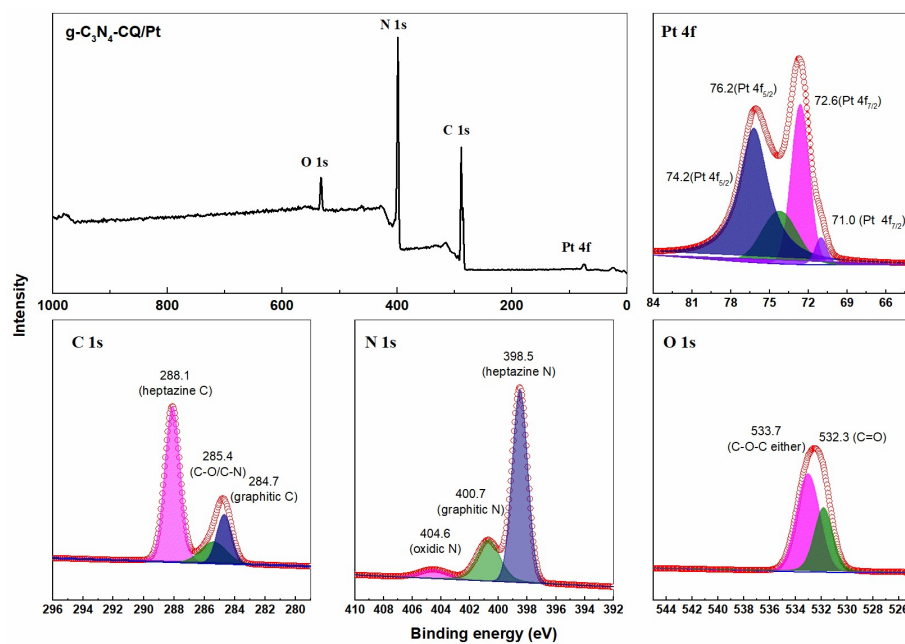 g-C₃N₄-CQ/Pt
N 1s
O 1s
C 1s
Pt 4f
1000 800 600 400 200 0
Intensity
Pt 4f
76.2(Pt 4f₅/₂)
72.6(Pt 4f₇/₂)
74.2(Pt 4f₅/₂)
71.0 (Pt 4f₇/₂)
84 81 78 75 72 69 66
C 1s
288.1
(heptazine C)
285.4
(C-O/C-N)
284.7
(graphitic C)
296 294 292 290 288 286 284 282 280
N 1s
398.5
(heptazine N)
400.7
(graphitic N)
404.6
(oxidic N)
410 408 406 404 402 400 398 396 394 392
O 1s
533.7
(C-O-C either)
532.3 (C=O)
544 542 540 538 536 534 532 530 528 526
Binding energy (eV)